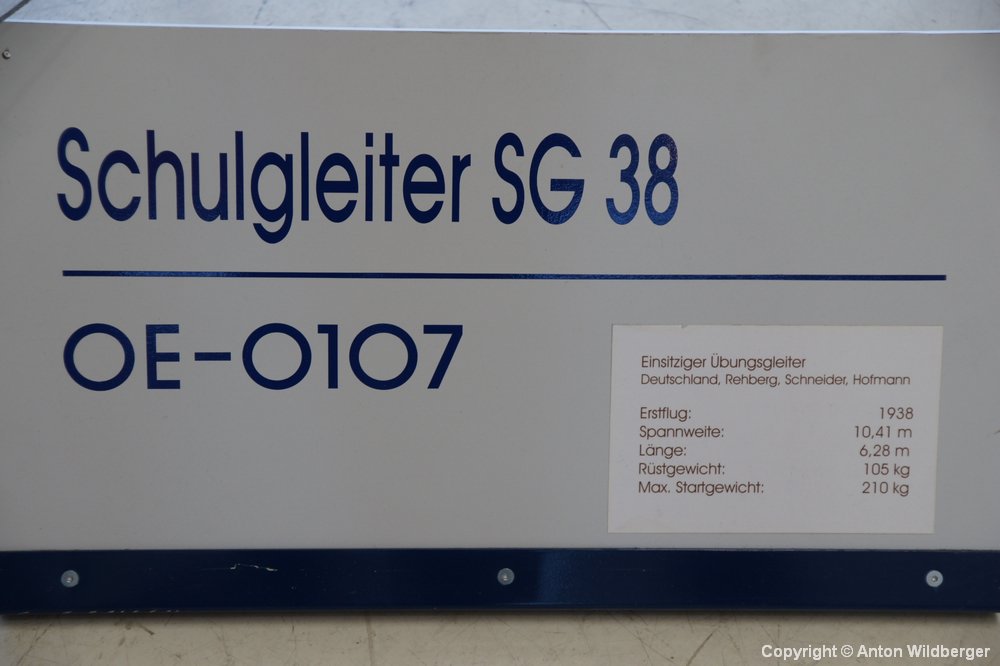 Schulgleiter SG 38
OE-0107
Einsitziger Übungsgleiter
Deutschland, Rehberg, Schneider, Hofmann
Erstflug: 1938
Spannweite: 10,41 m
Länge: 6,28 m
Rüstgewicht: 105 kg
Max. Startgewicht: 210 kg
Copyright © Anton Wildberger